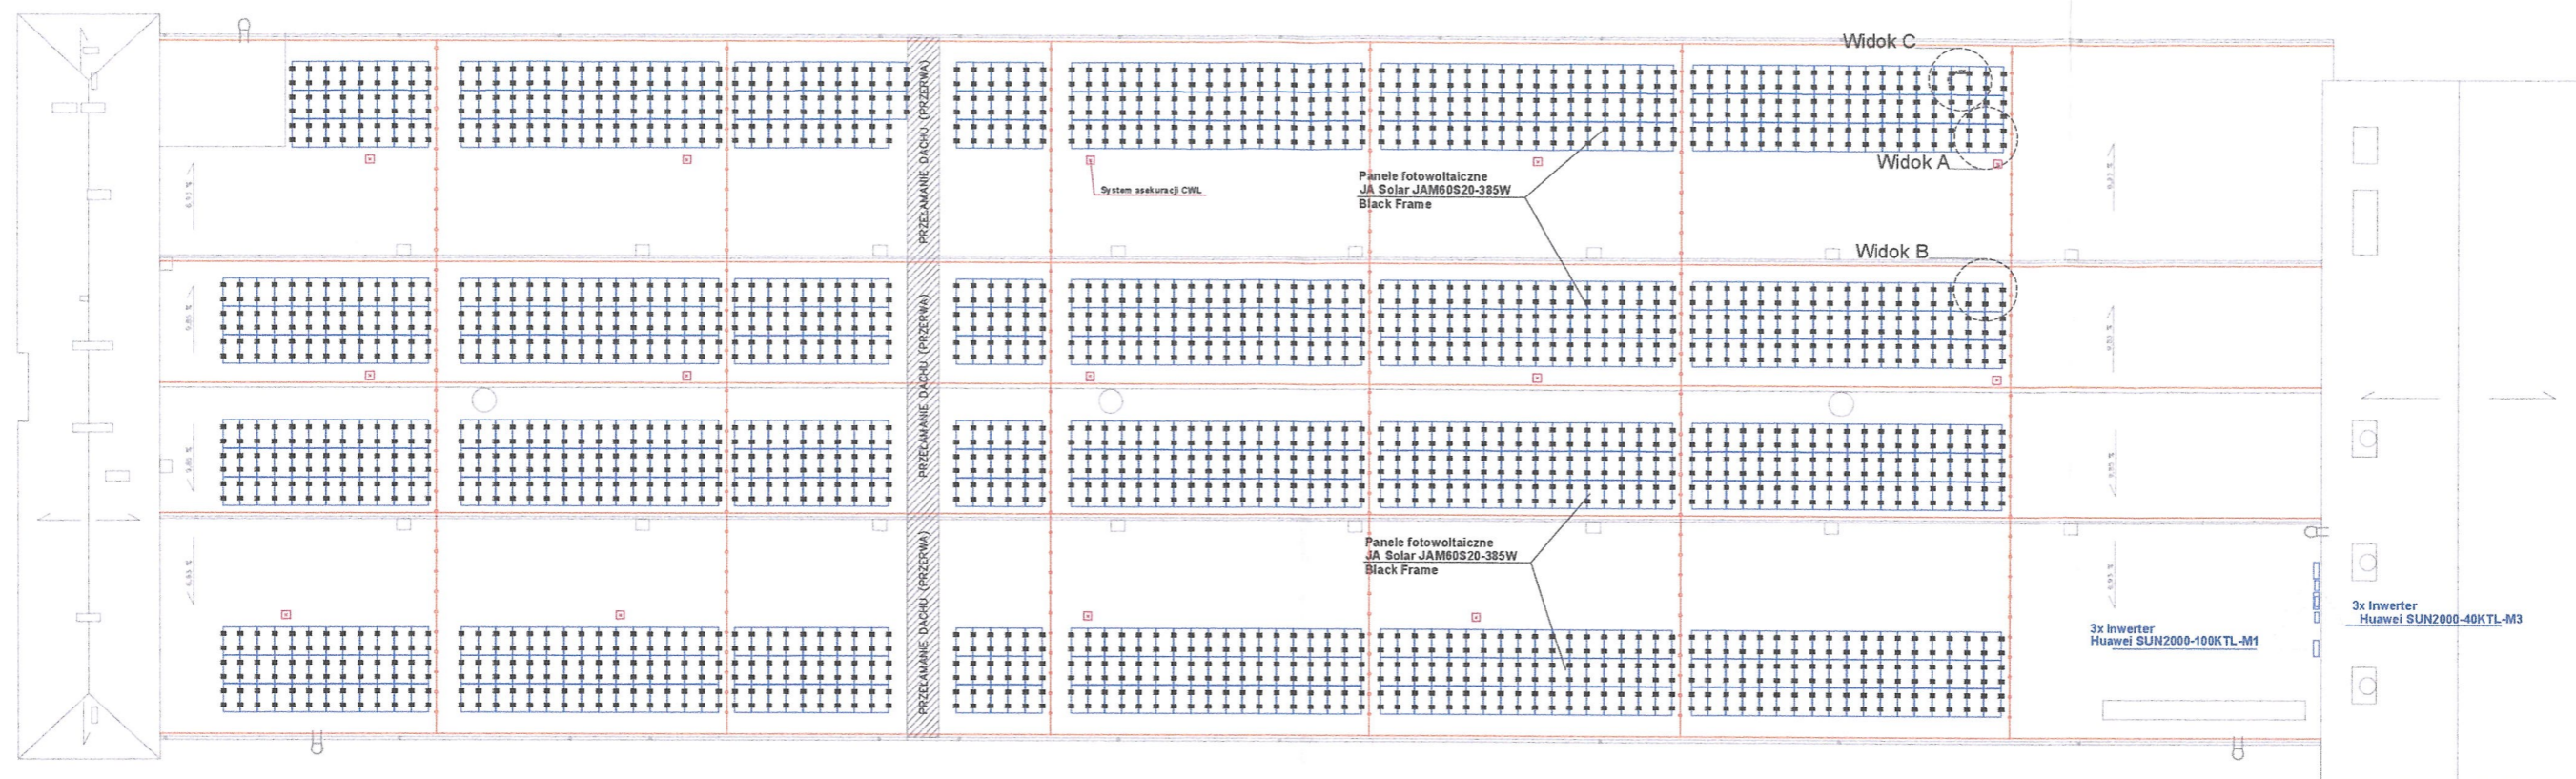 Widok C
Widok A
System asekuracji CWL
Panele fotowoltaiczne
JA Solar JAM60S20-385W
Black Frame
Widok B
PRZEŁAMANIE DACHU (PRZERWA)
PRZEŁAMANIE DACHU (PRZERWA)
PRZEŁAMANIE DACHU (PRZERWA)
Panele fotowoltaiczne
JA Solar JAM60S20-385W
Black Frame
3x Inwerter
Huawei SUN2000-40KTL-M3
3x Inwerter
Huawei SUN2000-100KTL-M1